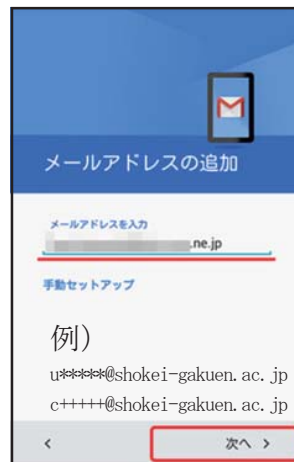 メールアドレスの追加
メールアドレスを入力
.ne.jp
手動セットアップ
例)
u*****@shokei-gakuen.ac.jp
c+++++@shokei-gakuen.ac.jp
< 次へ >